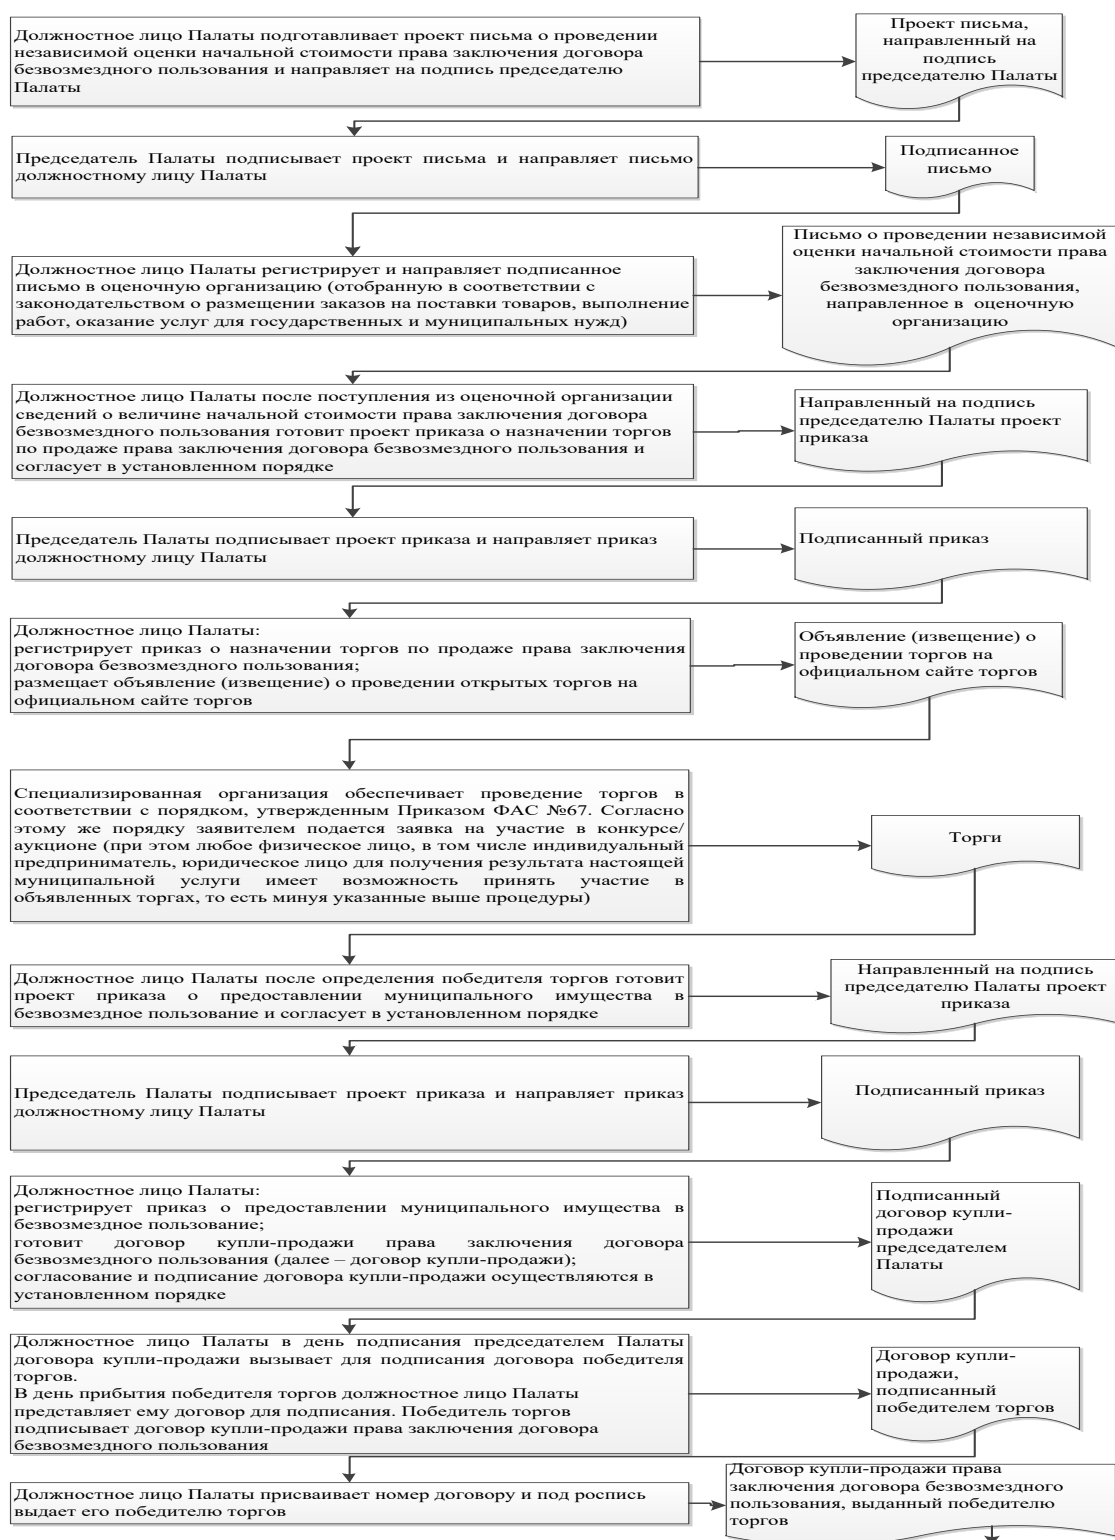 Должностное лицо Палаты подготавливает проект письма о проведении
независимой оценки начальной стоимости права заключения договора
безвозмездного пользования и направляет на подпись председателю
Палаты
Проект письма,
направленный на
подпись
председателю Палаты
Председатель Палаты подписывает проект письма и направляет письмо
должностному лицу Палаты
Подписанное
письмо
Должностное лицо Палаты регистрирует и направляет подписанное
письмо в оценочную организацию (отобранную в соответствии с
законодательством о размещении заказов на поставки товаров, выполнение
работ, оказание услуг для государственных и муниципальных нужд)
Письмо о проведении независимой
оценки начальной стоимости права
заключения договора
безвозмездного пользования,
направленное в оценочную
организацию
Должностное лицо Палаты после поступления из оценочной организации
сведений о величине начальной стоимости права заключения договора
безвозмездного пользования готовит проект приказа о назначении торгов
по продаже права заключения договора безвозмездного пользования и
согласует в установленном порядке
Направленный на подпись
председателю Палаты проект
приказа
Председатель Палаты подписывает проект приказа и направляет приказ
должностному лицу Палаты
Подписанный приказ
Должностное лицо Палаты:
регистрирует приказ о назначении торгов по продаже права заключения
договора безвозмездного пользования;
размещает объявление (извещение) о проведении открытых торгов на
официальном сайте торгов
Объявление (извещение) о
проведении торгов на
официальном сайте торгов
Специализированная организация обеспечивает проведение торгов в
соответствии с порядком, утвержденным Приказом ФАС №67. Согласно
этому же порядку заявителем подается заявка на участие в конкурсе/
аукционе (при этом любое физическое лицо, в том числе индивидуальный
предприниматель, юридическое лицо для получения результата настоящей
муниципальной услуги имеет возможность принять участие в
объявленных торгах, то есть минуя указанные выше процедуры)
Торги
Должностное лицо Палаты после определения победителя торгов готовит
проект приказа о предоставлении муниципального имущества в
безвозмездное пользование и согласует в установленном порядке
Направленный на подпись
председателю Палаты проект
приказа
Председатель Палаты подписывает проект приказа и направляет приказ
должностному лицу Палаты
Подписанный приказ
Должностное лицо Палаты:
регистрирует приказ о предоставлении муниципального имущества в
безвозмездное пользование;
готовит договор купли-продажи права заключения договора
безвозмездного пользования (далее – договор купли-продажи);
согласование и подписание договора купли-продажи осуществляются в
установленном порядке
Подписанный
договор купли-
продажи
председателем
Палаты
Должностное лицо Палаты в день подписания председателем Палаты
договора купли-продажи вызывает для подписания договора победителя
торгов.
В день прибытия победителя торгов должностное лицо Палаты
представляет ему договор для подписания. Победитель торгов
подписывает договор купли-продажи права заключения договора
безвозмездного пользования
Договор купли-
продажи,
подписанный
победителем торгов
Должностное лицо Палаты присваивает номер договору и под роспись
выдает его победителю торгов
Договор купли-продажи права
заключения договора безвозмездного
пользования, выданный победителю
торгов